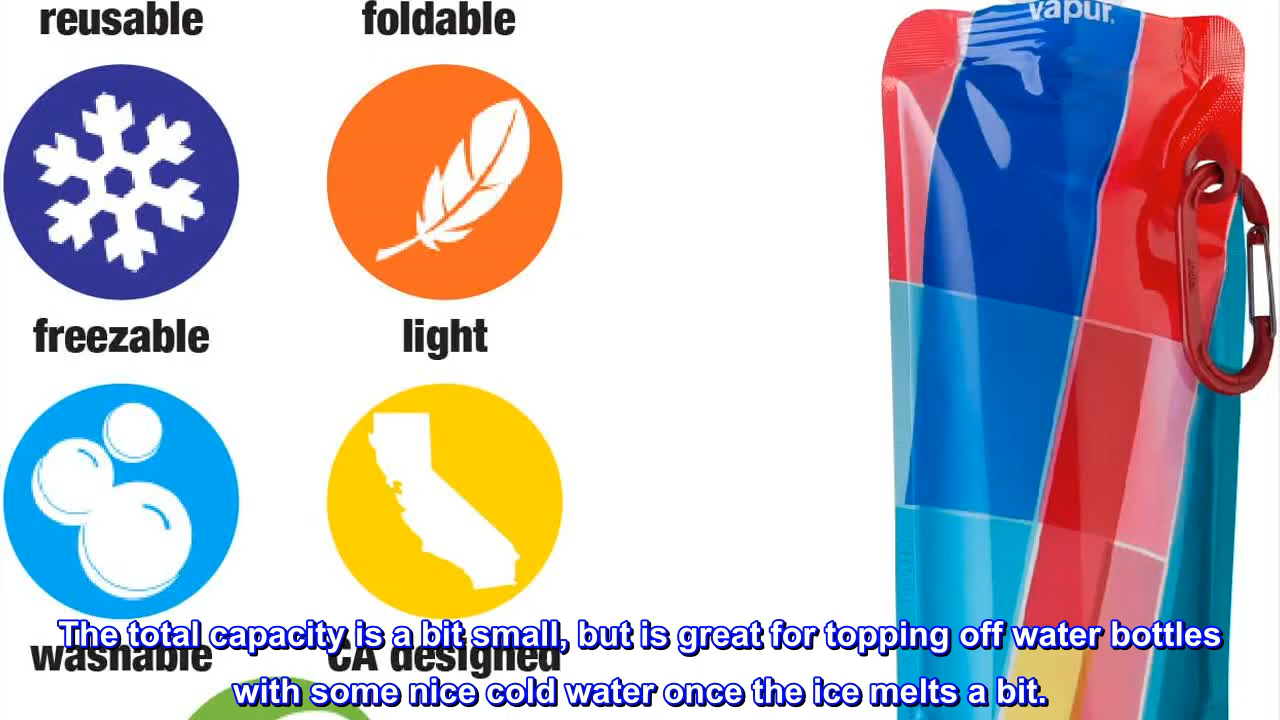 reusable foldable
vapur.
freezable light
washable CA designed
The total capacity is a bit small, but is great for topping off water bottles
with some nice cold water once the ice melts a bit.